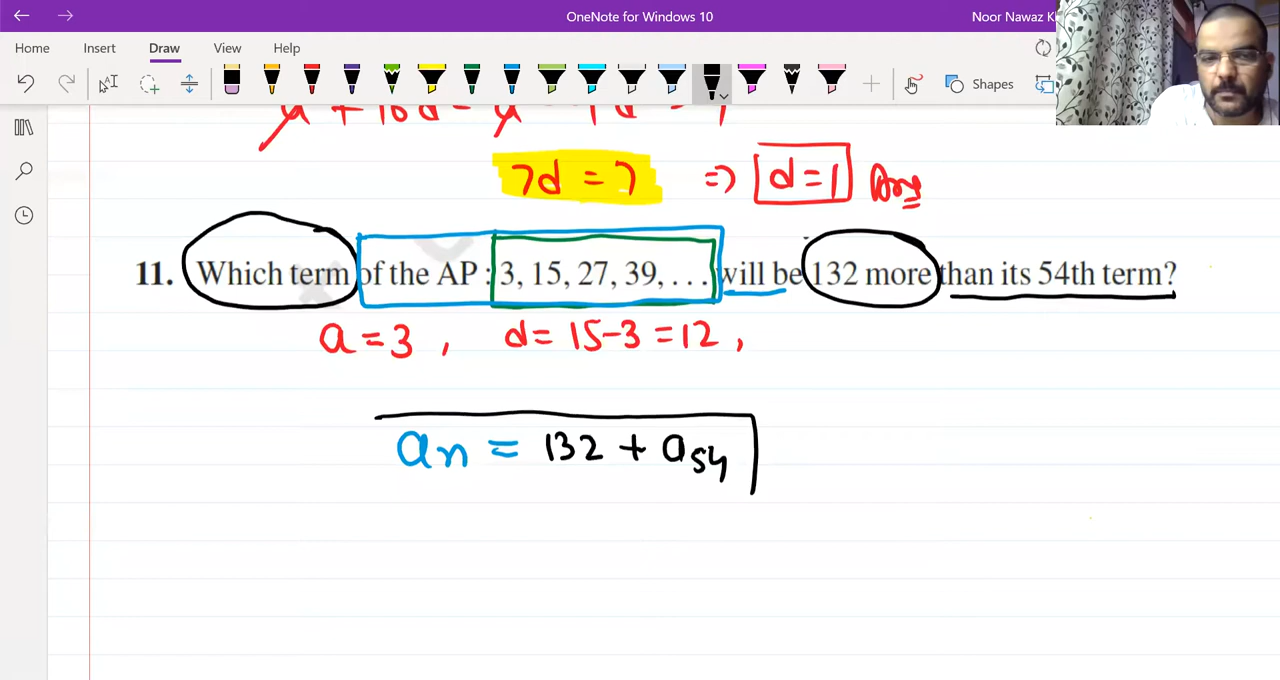 OneNote for Windows 10
Noor Nawaz K
Home Insert Draw View Help
Shapes
7d = 7 => d=1 Ans
11. Which term of the AP : 3, 15, 27, 39, . . . will be 132 more than its 54th term?
a = 3 , d = 15-3 = 12 ,
an = 132 + a54